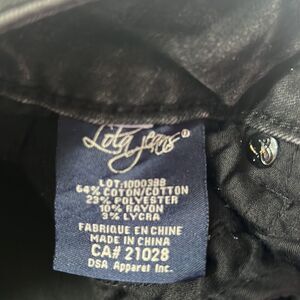 Lola jeans®
LOT:1000388
64% COTON/COTTON
23% POLYESTER
10% RAYON
3% LYCRA
FABRIQUE EN CHINE
MADE IN CHINA
CA# 21028
DSA Apparel Inc.